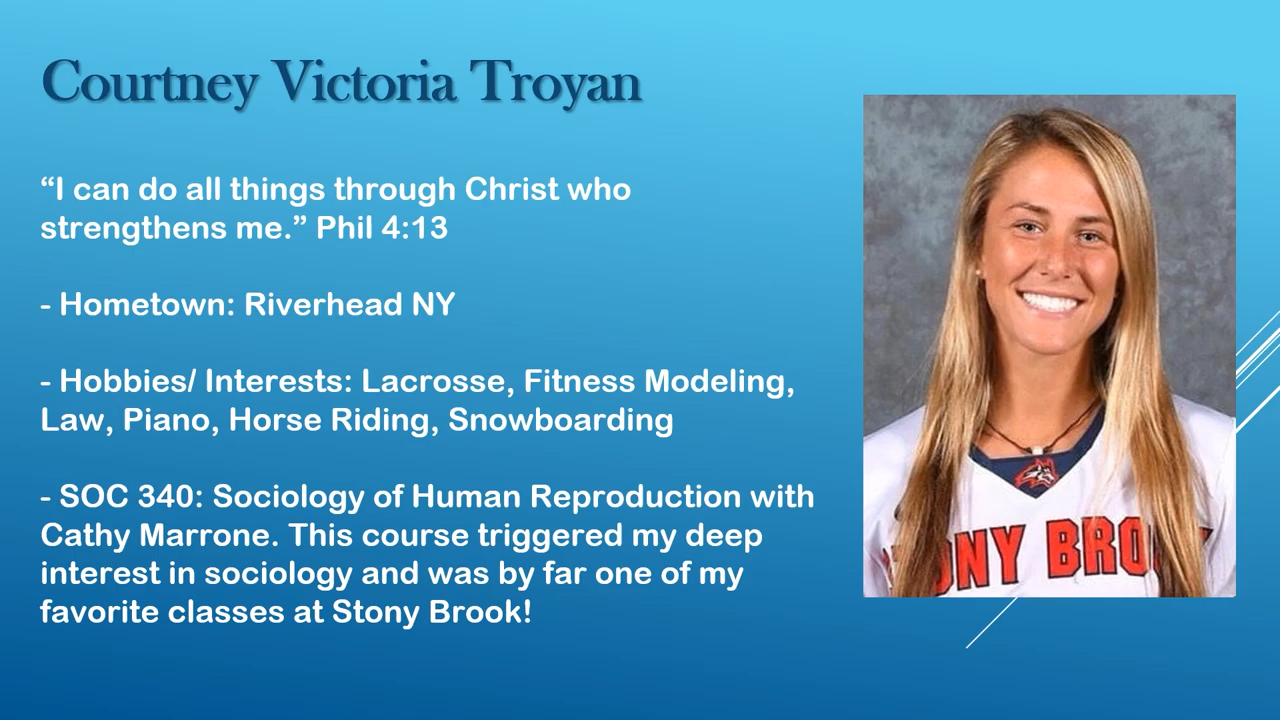 Courtney Victoria Troyan
“I can do all things through Christ who
strengthens me.” Phil 4:13
- Hometown: Riverhead NY
- Hobbies/ Interests: Lacrosse, Fitness Modeling,
Law, Piano, Horse Riding, Snowboarding
- SOC 340: Sociology of Human Reproduction with
Cathy Marrone. This course triggered my deep
interest in sociology and was by far one of my
favorite classes at Stony Brook!
STONY BROOK